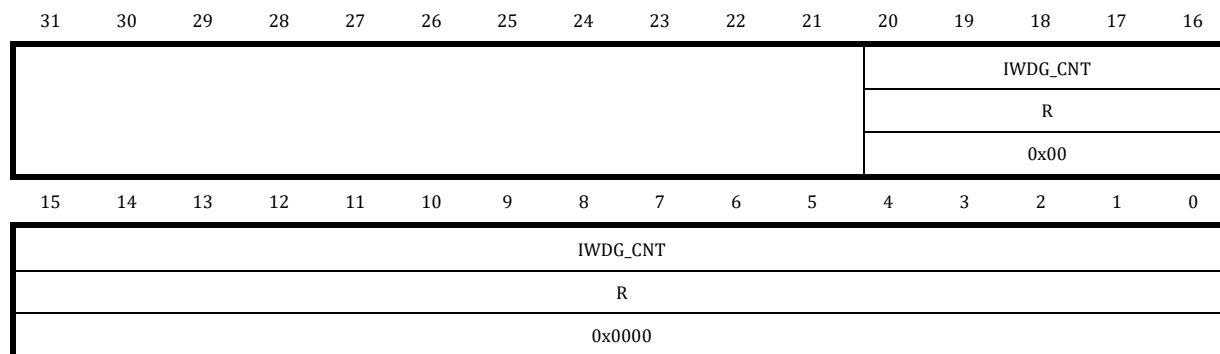 31 30 29 28 27 26 25 24 23 22 21 20 19 18 17 16
IWDG_CNT
R
0x00
15 14 13 12 11 10 9 8 7 6 5 4 3 2 1 0
IWDG_CNT
R
0x0000